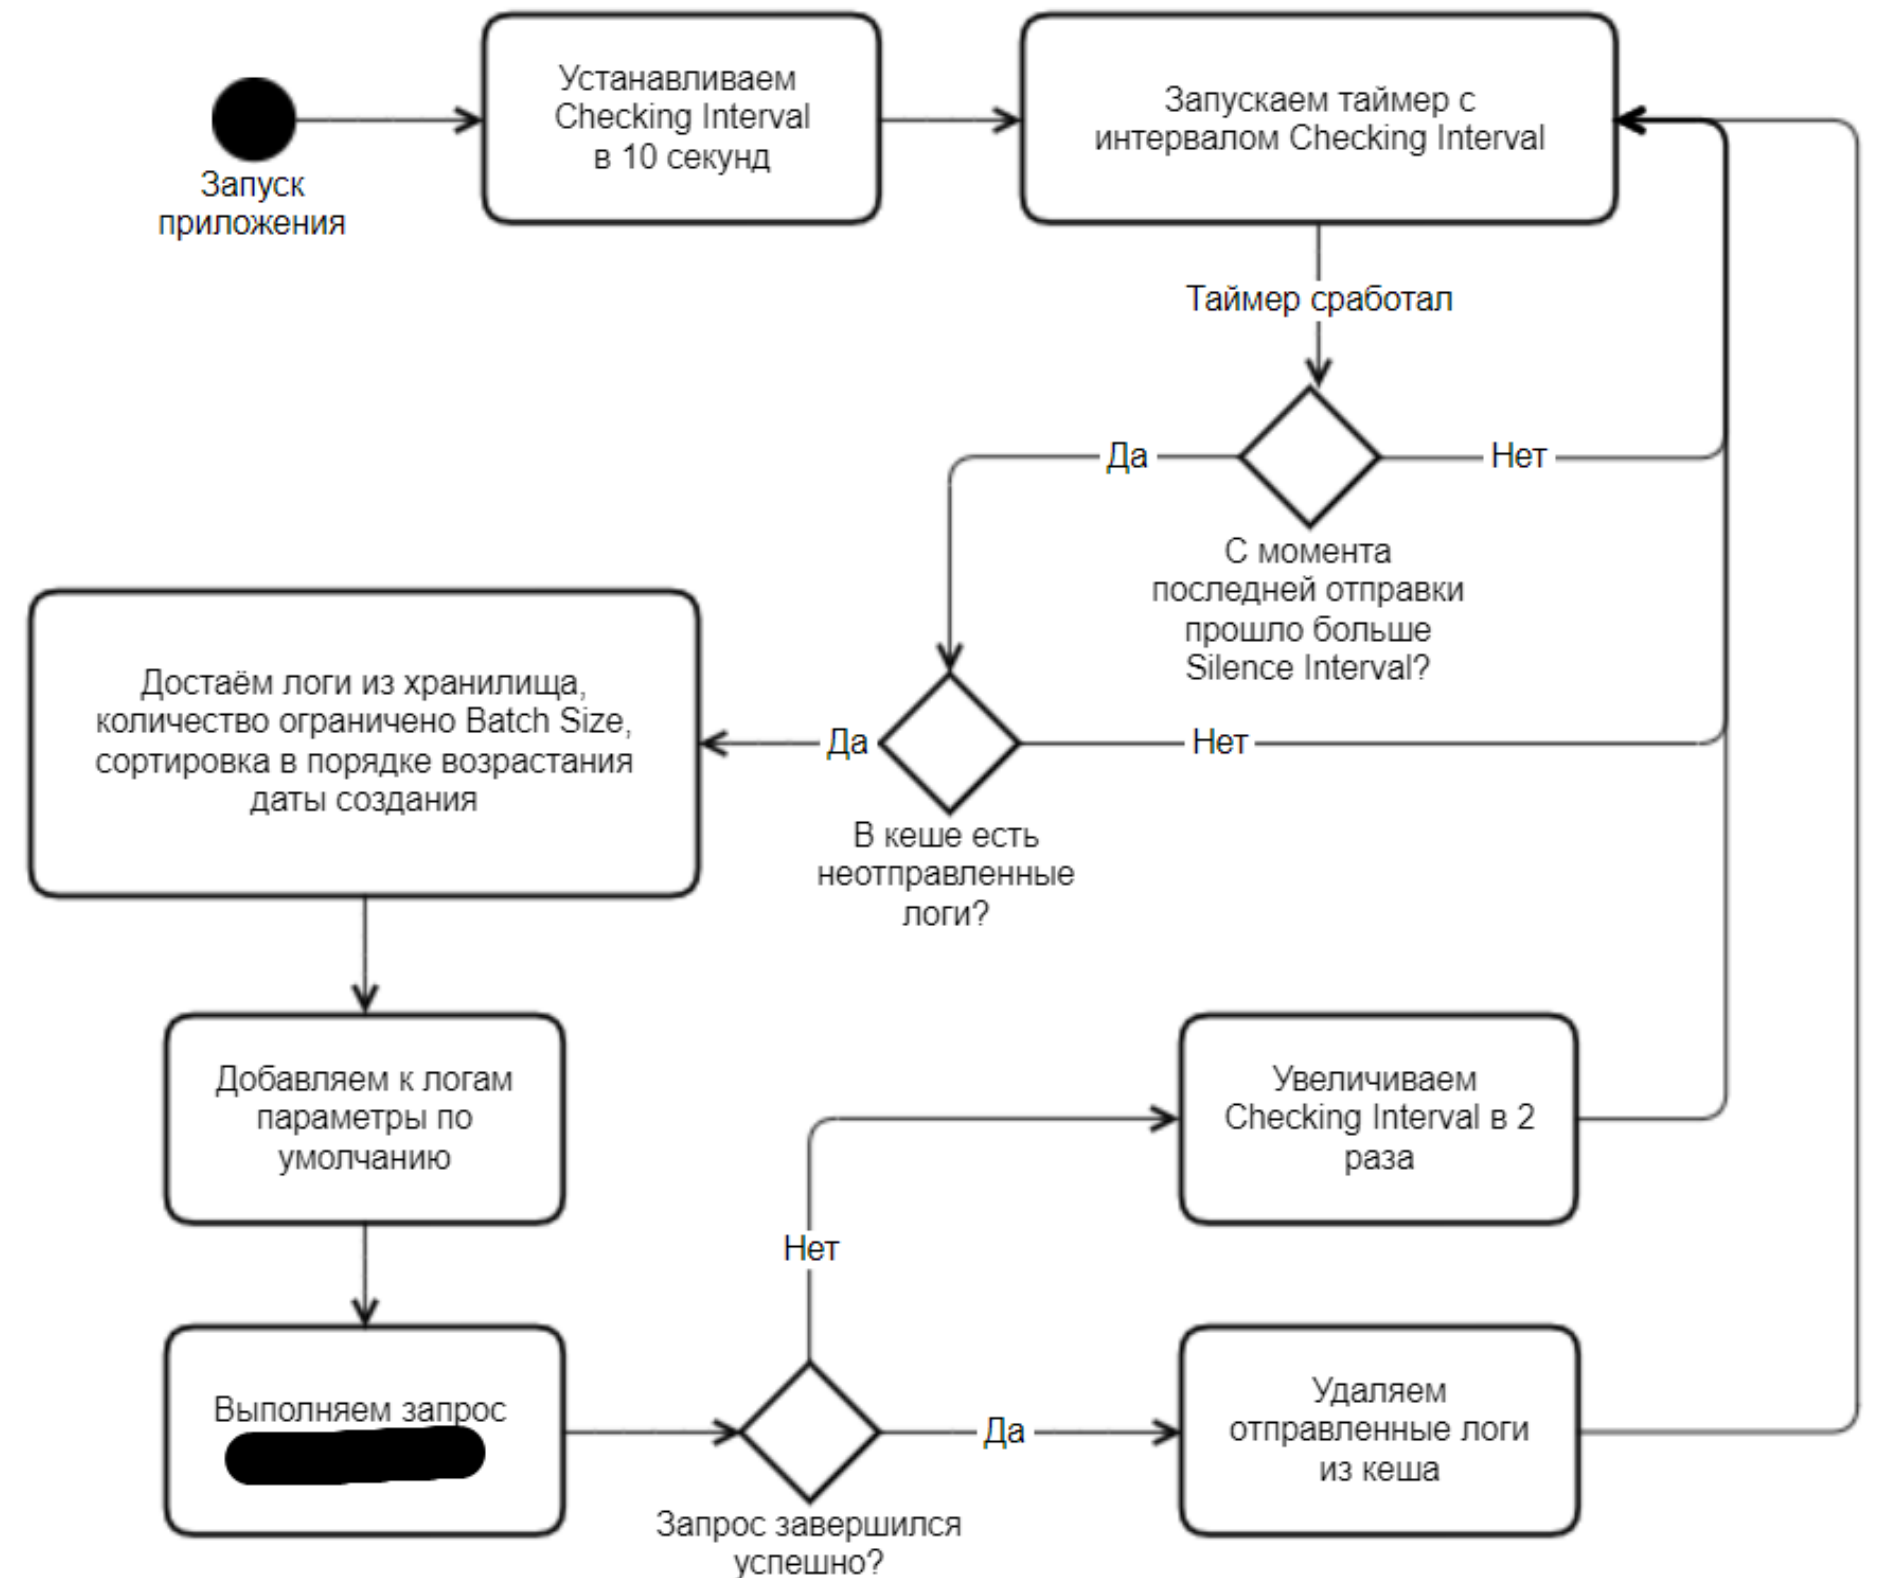 Запуск
приложения
Устанавливаем
Checking Interval
в 10 секунд
Запускаем таймер с
интервалом Checking Interval
Таймер сработал
Да
Нет
С момента
последней отправки
прошло больше
Silence Interval?
Да
Нет
В кеше есть
неотправленные
логи?
Достаём логи из хранилища,
количество ограничено Batch Size,
сортировка в порядке возрастания
даты создания
Добавляем к логам
параметры по
умолчанию
Выполняем запрос
Запрос завершился
успешно?
Нет
Увеличиваем
Checking Interval в 2
раза
Да
Удаляем
отправленные логи
из кеша